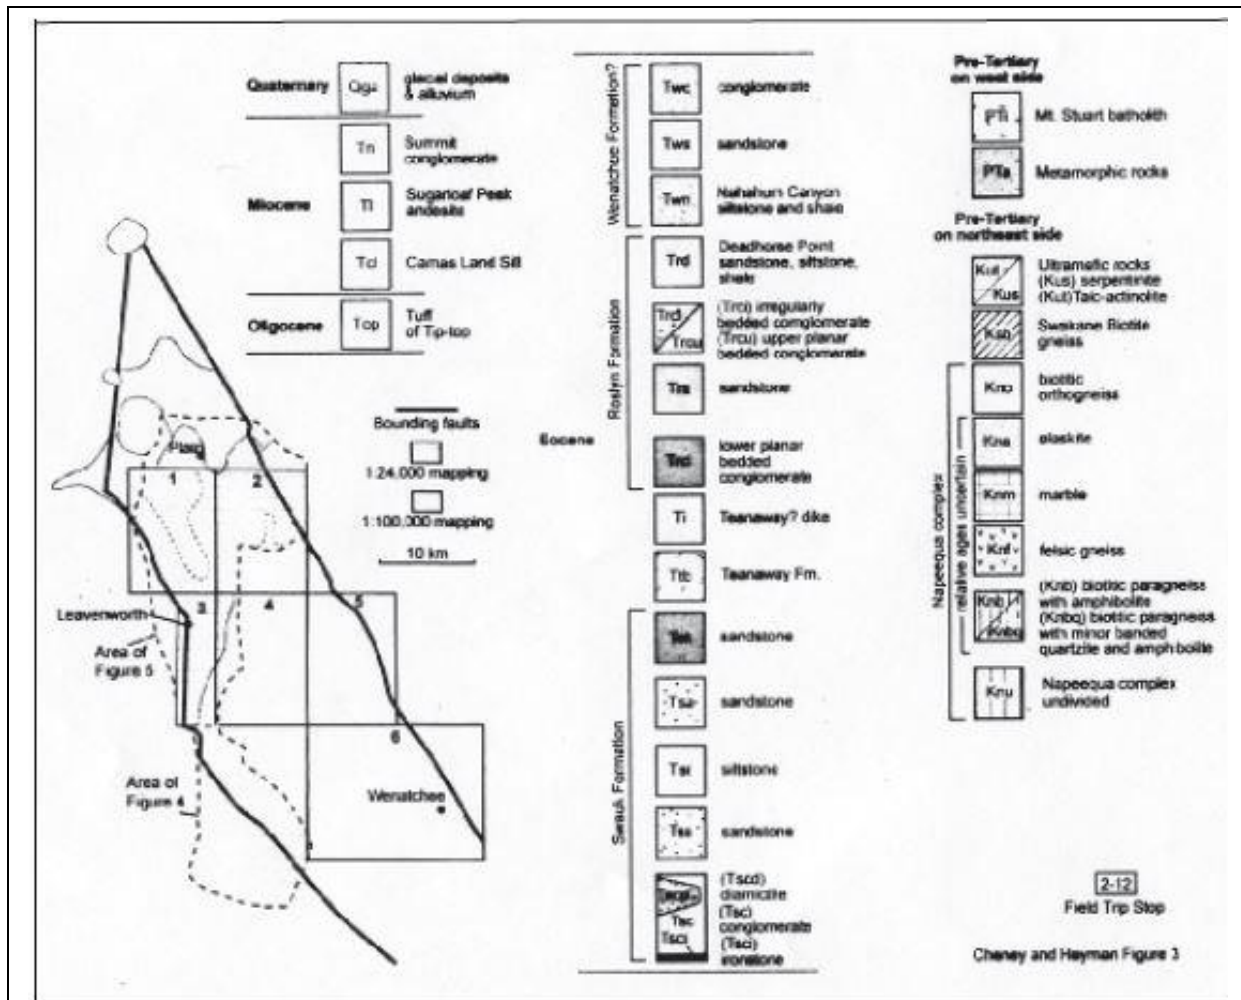 Quaternary
Qga
glacial deposits
& alluvium
Tn
Summit
conglomerate
Miocene
Tl
Sugarloaf Peak
andesite
Tcl
Camas Land Sill
Oligocene
Top
Tuff
of Tip-top
Bounding faults
1:24,000 mapping
1:100,000 mapping
10 km
Plain
1
2
3
4
5
6
Leavenworth
Area of
Figure 5
Area of
Figure 4
Wenatchee
Eocene
Wenatchee Formation?
Twc
conglomerate
Tws
sandstone
Twn
Nahahum Canyon
siltstone and shale
Roslyn Formation
Trd
Deadhorse Point
sandstone, siltstone,
shale
Trci
Trcu
(Trci) irregularly
bedded comglomerate
(Trcu) upper planar
bedded conglomerate
Trs
sandstone
lower planar
bedded
conglomerate
Ti
Teanaway? dike
Ttb
Teanaway Fm.
Swauk Formation
sandstone
Tsa
sandstone
Tst
siltstone
Tss
sandstone
Tscd
Tsc
Tsci
(Tscd)
diamictite
(Tsc)
conglomerate
(Tsci)
ironstone
Pre-Tertiary
on west side
PTi
Mt. Stuart batholith
PTa
Metamorphic rocks
Pre-Tertiary
on northeast side
Kut
Kus
Ultramafic rocks
(Kus) serpentinite
(Kut)Talc-actinolite
Ksb
Swakane Biotite
gneiss
Napeequa complex
relative ages uncertain
Kno
biotitic
orthogneiss
Kna
alaskite
Knm
marble
Knf
felsic gneiss
Knb
Knbq
(Knb) biotitic paragneiss
with amphibolite
(Knbq) biotitic paragneiss
with minor banded
quartzite and amphibolite
Knu
Napeequa complex
undivided
2-12
Field Trip Stop
Cheney and Hayman Figure 3